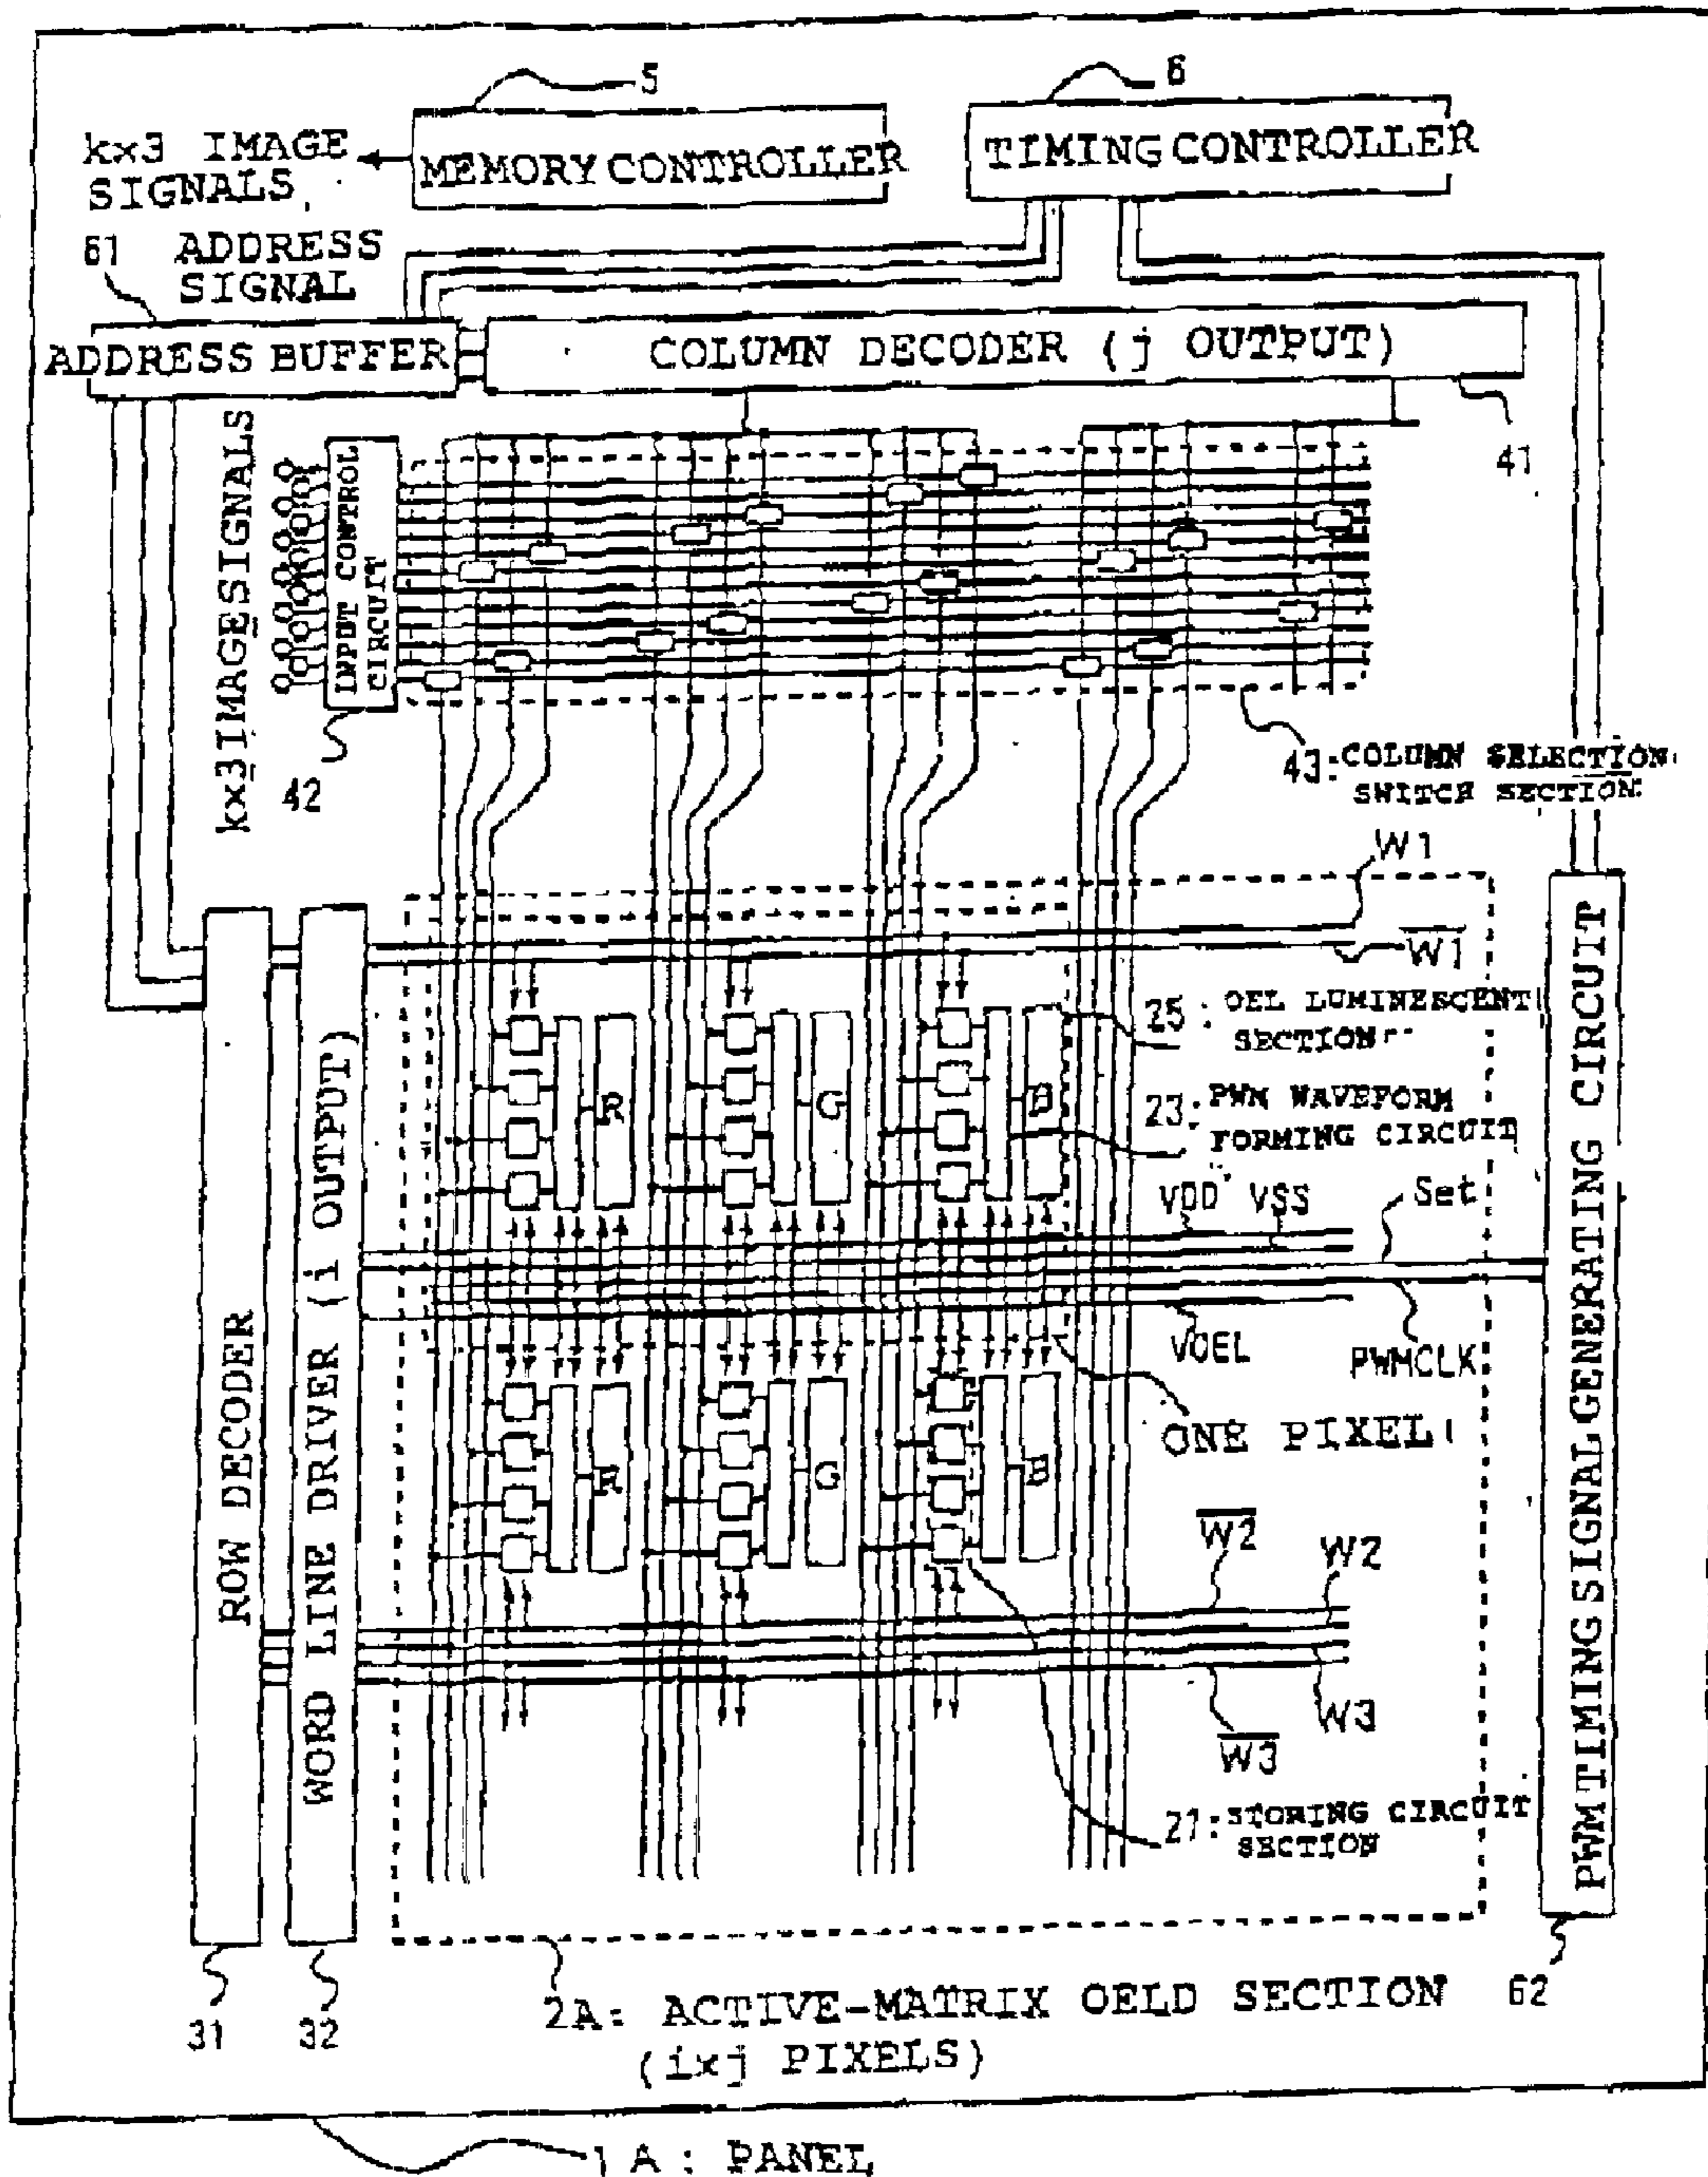 5
6
kx3 IMAGE
SIGNALS
MEMORY CONTROLLER
TIMING CONTROLLER
61 ADDRESS
SIGNAL
ADDRESS BUFFER
COLUMN DECODER (j OUTPUT)
41
kx3 IMAGE SIGNALS
INPUT CONTROL
CIRCUIT
42
43: COLUMN SELECTION
SWITCH SECTION
W1
W1
25: OEL LUMINESCENT
SECTION
R
G
B
23: PWM WAVEFORM
FORMING CIRCUIT
VDD VSS
Set
VOEL
PWMCLK
ONE PIXEL
R
G
B
W2
W2
W3
W3
21: STORING CIRCUIT
SECTION
ROW DECODER
WORD LINE DRIVER (i OUTPUT)
PWM TIMING SIGNAL GENERATING CIRCUIT
31
32
2A: ACTIVE-MATRIX OELD SECTION
(ixj PIXELS)
62
1A: PANEL